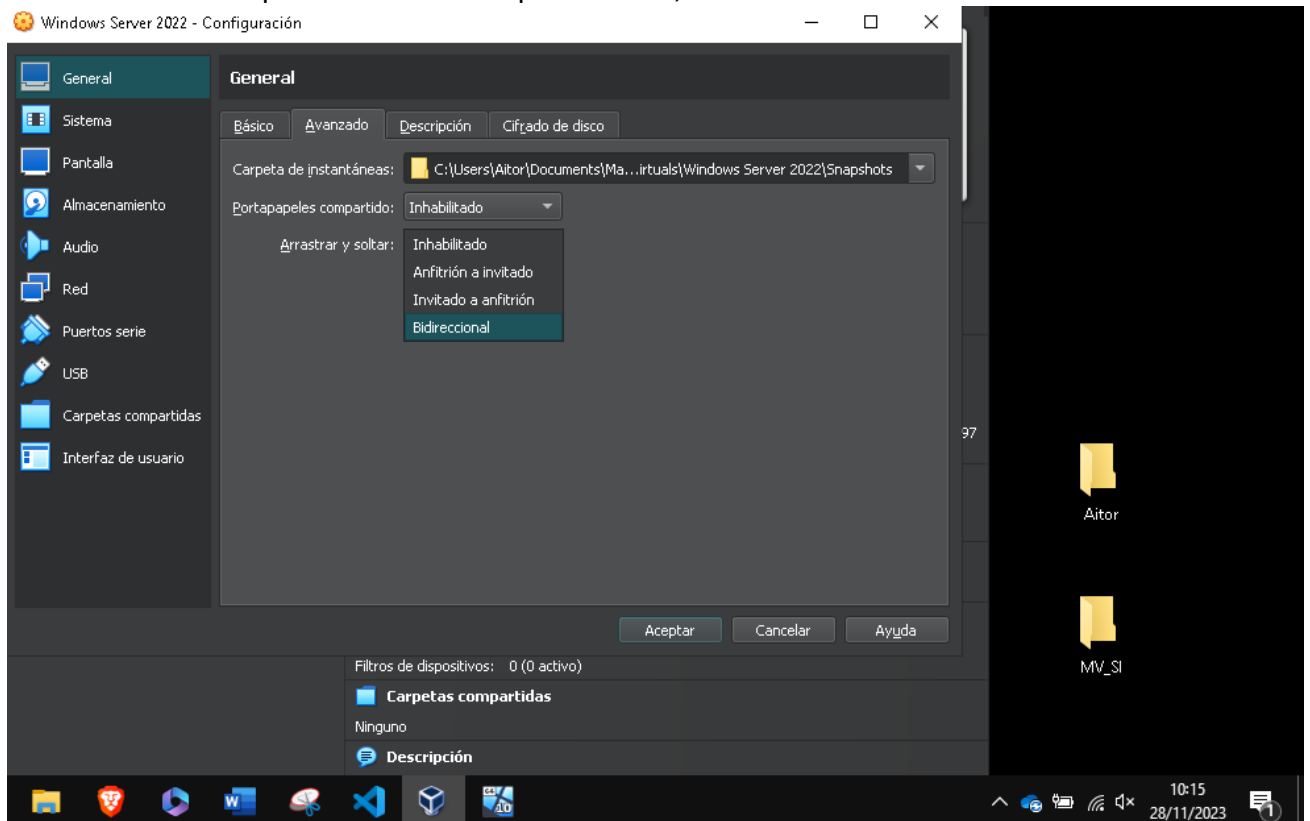 Windows Server 2022 - Configuración
General
General
Sistema
Básico Avanzado Descripción Cifrado de disco
Pantalla
Carpeta de instantáneas: C:\Users\Aitor\Documents\Ma...irtuals\Windows Server 2022\Snapshots
Almacenamiento
Portapapeles compartido: Inhabilitado
Audio
Arrastrar y soltar: Inhabilitado
Anfitrión a invitado
Red
Invitado a anfitrión
Puertos serie
Bidireccional
USB
Carpetas compartidas
97
Interfaz de usuario
Aitor
Aceptar Cancelar Ayuda
Filtros de dispositivos: 0 (0 activo)
MV_SI
Carpetas compartidas
Ninguno
Descripción
10:15
28/11/2023
1